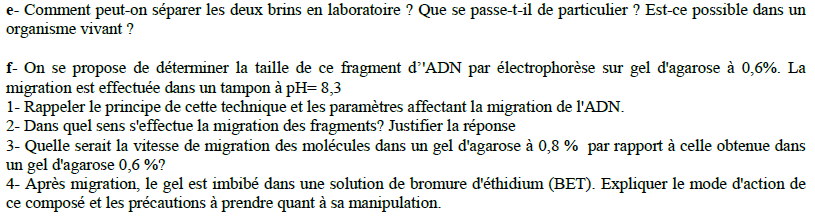 e- Comment peut-on séparer les deux brins en laboratoire ? Que se passe-t-il de particulier ? Est-ce possible dans un
organisme vivant ?
f- On se propose de déterminer la taille de ce fragment d''ADN par électrophorèse sur gel d'agarose à 0,6%. La
migration est effectuée dans un tampon à pH= 8,3
1- Rappeler le principe de cette technique et les paramètres affectant la migration de l'ADN.
2- Dans quel sens s'effectue la migration des fragments? Justifier la réponse
3- Quelle serait la vitesse de migration des molécules dans un gel d'agarose à 0,8 % par rapport à celle obtenue dans
un gel d'agarose 0,6 %?
4- Après migration, le gel est imbibé dans une solution de bromure d'éthidium (BET). Expliquer le mode d'action de
ce composé et les précautions à prendre quant à sa manipulation.